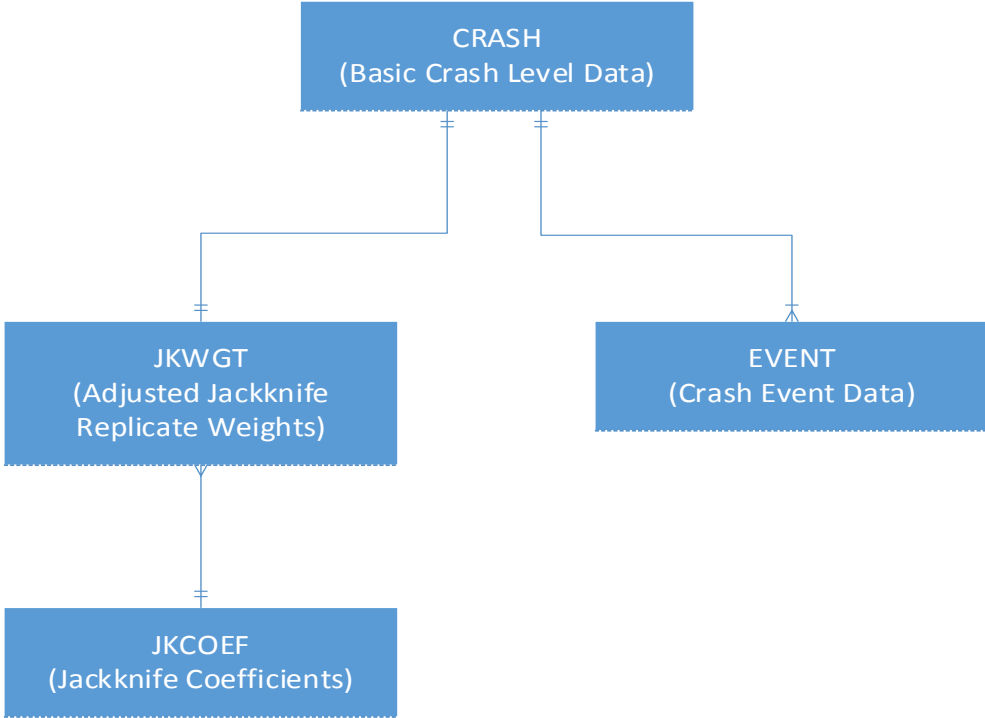 CRASH
(Basic Crash Level Data)
JKWGT
(Adjusted Jackknife
Replicate Weights)
EVENT
(Crash Event Data)
JKCOEF
(Jackknife Coefficients)